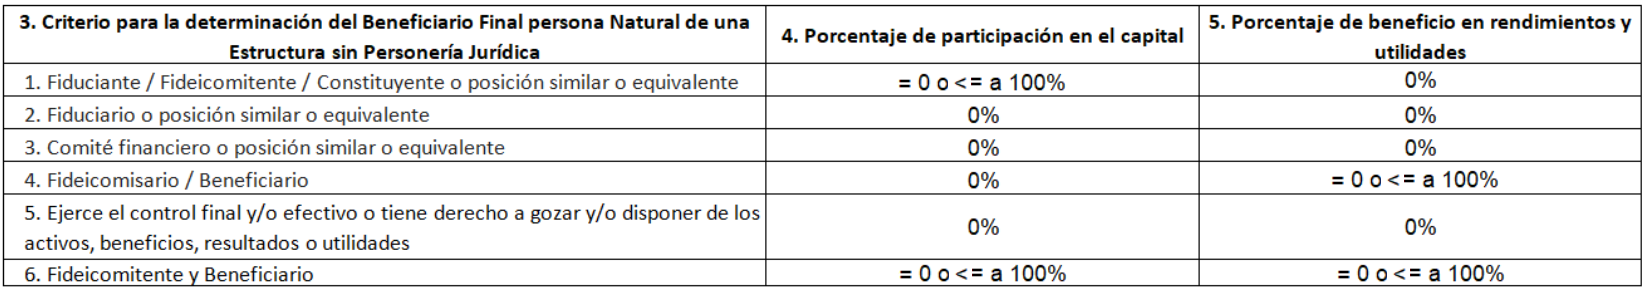 3. Criterio para la determinación del Beneficiario Final persona Natural de una
Estructura sin Personería Jurídica
4. Porcentaje de participación en el capital
5. Porcentaje de beneficio en rendimientos y
utilidades
1. Fiduciante / Fideicomitente / Constituyente o posición similar o equivalente
= 0 o <= a 100%
0%
2. Fiduciario o posición similar o equivalente
0%
0%
3. Comité financiero o posición similar o equivalente
0%
0%
4. Fideicomisario / Beneficiario
0%
= 0 o <= a 100%
5. Ejerce el control final y/o efectivo o tiene derecho a gozar y/o disponer de los
activos, beneficios, resultados o utilidades
0%
0%
6. Fideicomitente y Beneficiario
= 0 o <= a 100%
= 0 o <= a 100%